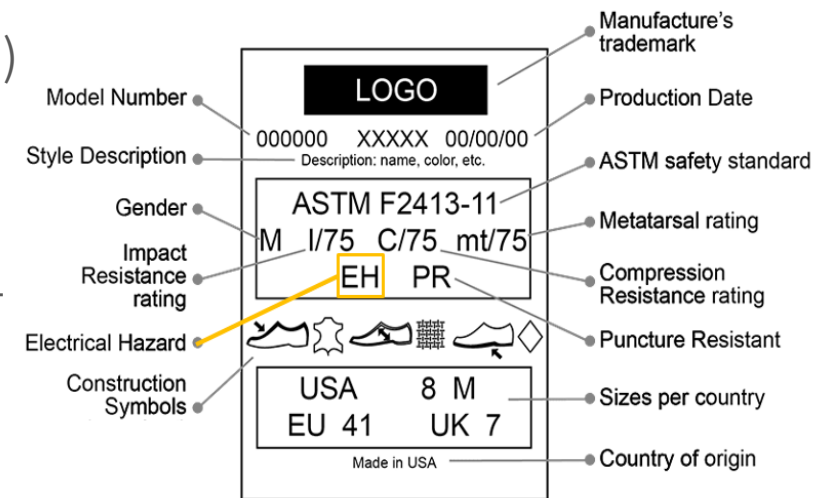 )
Manufacture's
trademark
LOGO
Model Number
Production Date
000000 XXXXX 00/00/00
Style Description
Description: name, color, etc.
ASTM safety standard
ASTM F2413-11
Gender
Metatarsal rating
M I/75 C/75 mt/75
Impact
Resistance
rating
Compression
Resistance rating
EH PR
Electrical Hazard
Puncture Resistant
Construction
Symbols
USA 8 M
Sizes per country
EU 41 UK 7
Made in USA
Country of origin